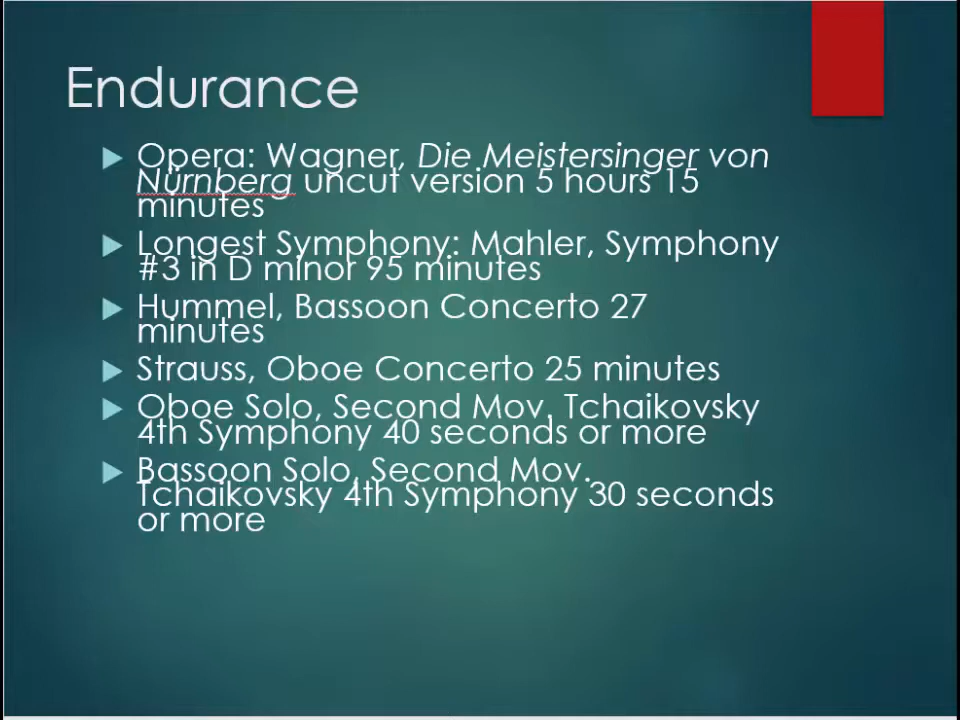 Endurance
Opera: Wagner, Die Meistersinger von
Nürnberg uncut version 5 hours 15
minutes
Longest Symphony: Mahler, Symphony
#3 in D minor 95 minutes
Hummel, Bassoon Concerto 27
minutes
Strauss, Oboe Concerto 25 minutes
Oboe Solo, Second Mov. Tchaikovsky
4th Symphony 40 seconds or more
Bassoon Solo, Second Mov.
Tchaikovsky 4th Symphony 30 seconds
or more